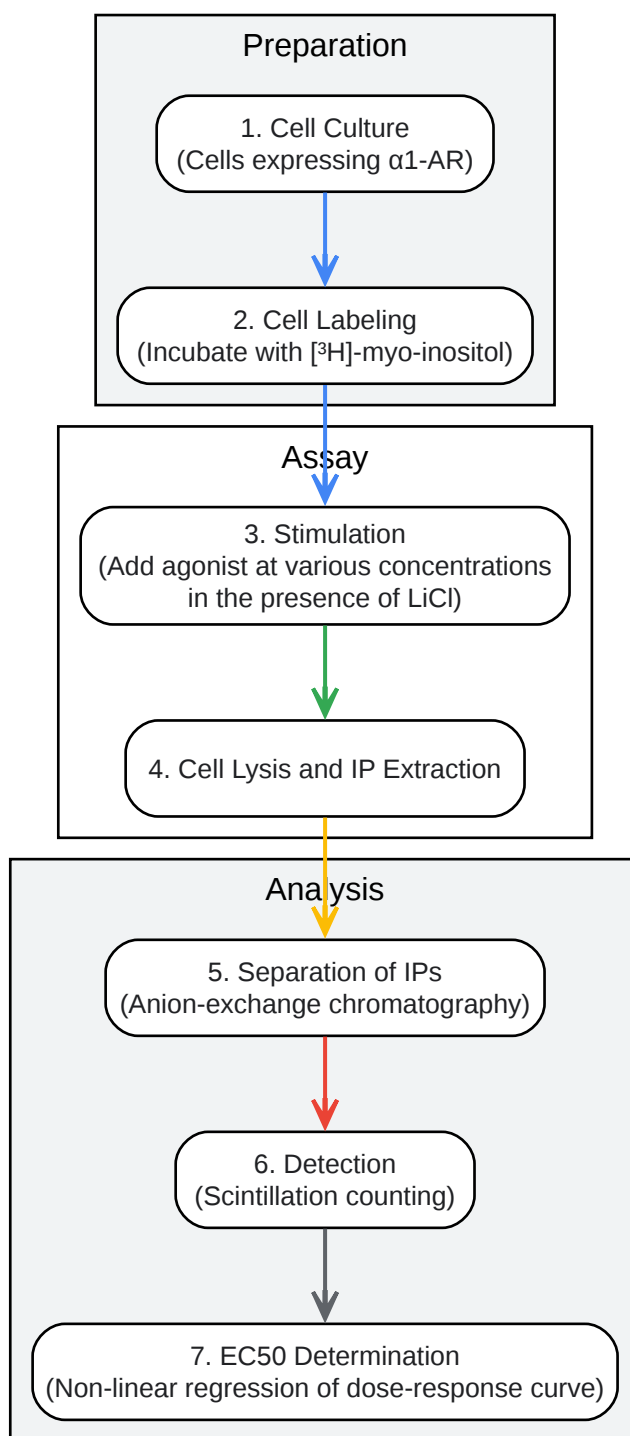 Preparation
1. Cell Culture
(Cells expressing α1-AR)
2. Cell Labeling
(Incubate with [³H]-myo-inositol)
Assay
3. Stimulation
(Add agonist at various concentrations
in the presence of LiCl)
4. Cell Lysis and IP Extraction
Analysis
5. Separation of IPs
(Anion-exchange chromatography)
6. Detection
(Scintillation counting)
7. EC50 Determination
(Non-linear regression of dose-response curve)